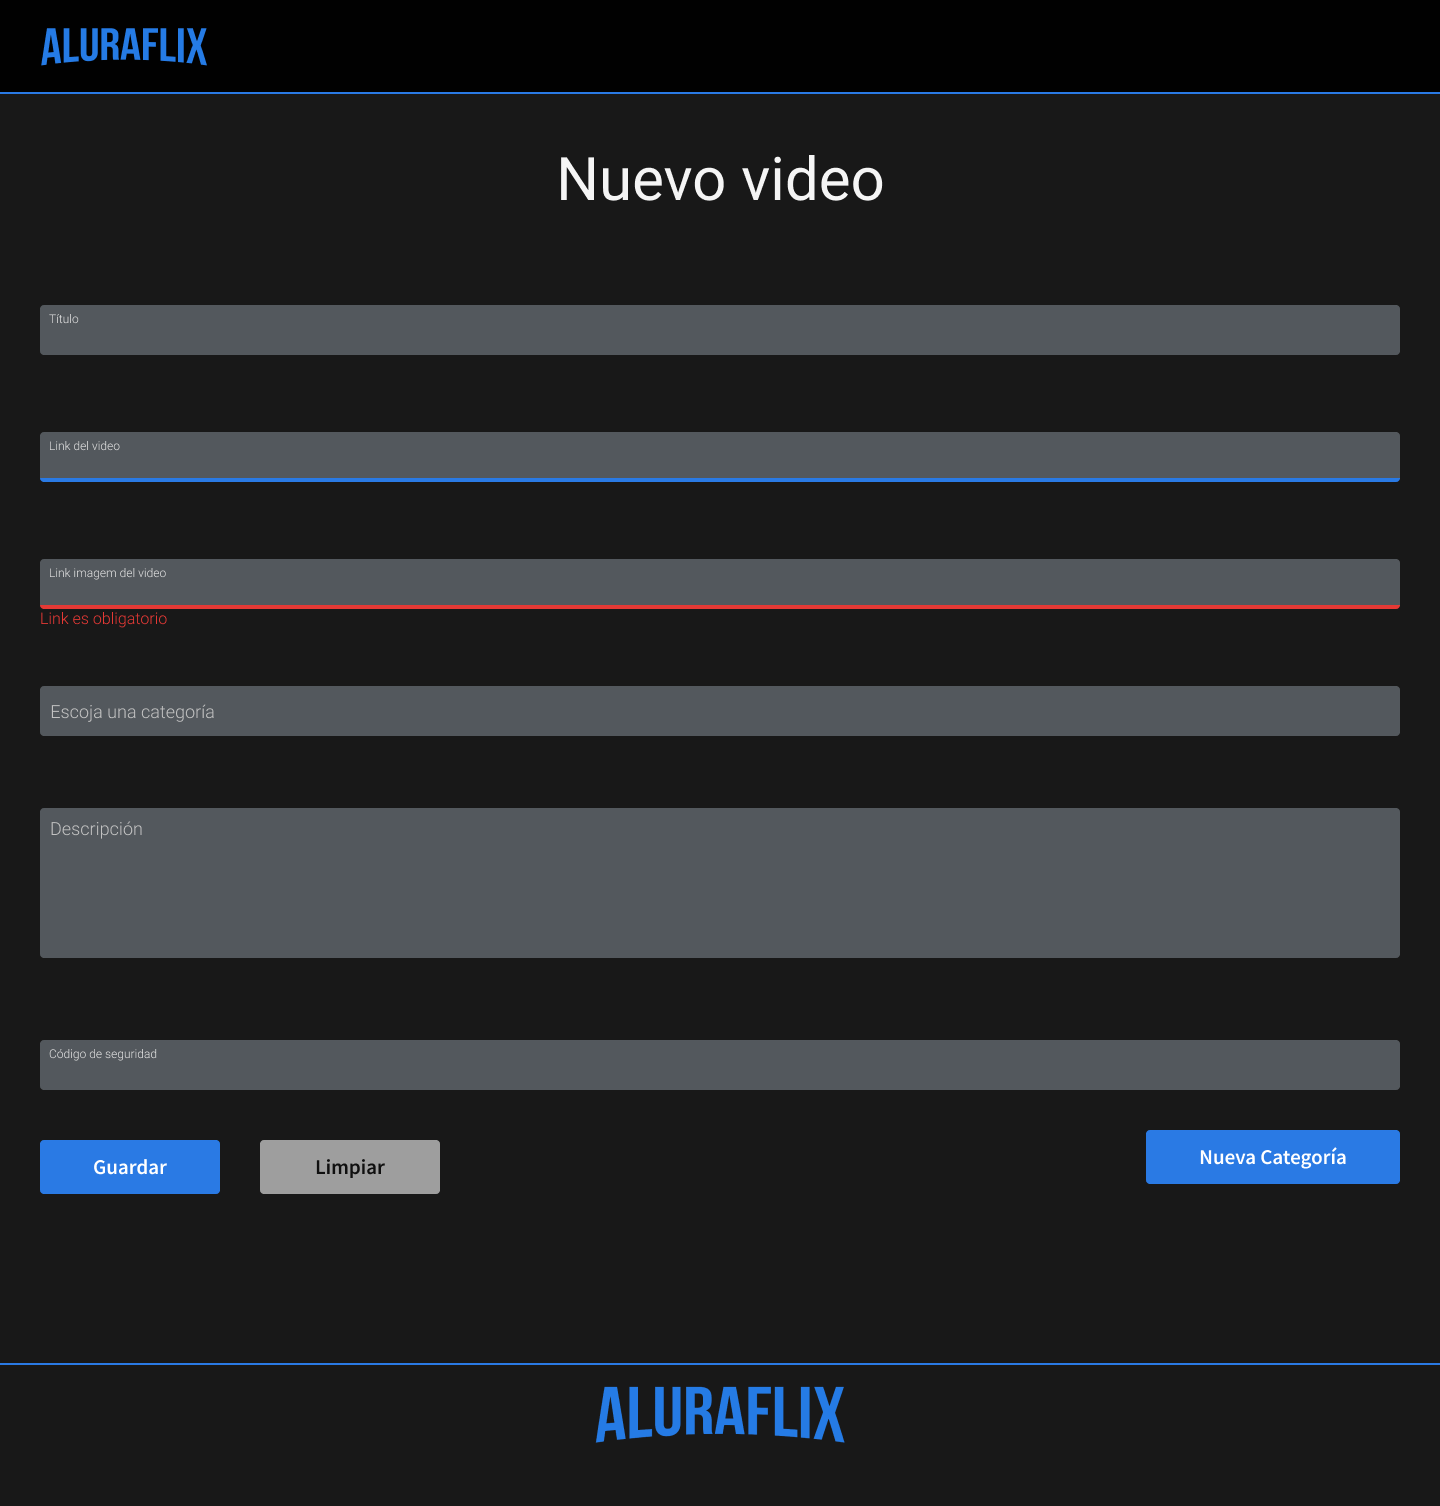 ALURAFLIX
Nuevo video
Título
Link del video
Link imagem del video
Link es obligatorio
Escoja una categoría
Descripción
Código de seguridad
Guardar
Limpiar
Nueva Categoría
ALURAFLIX